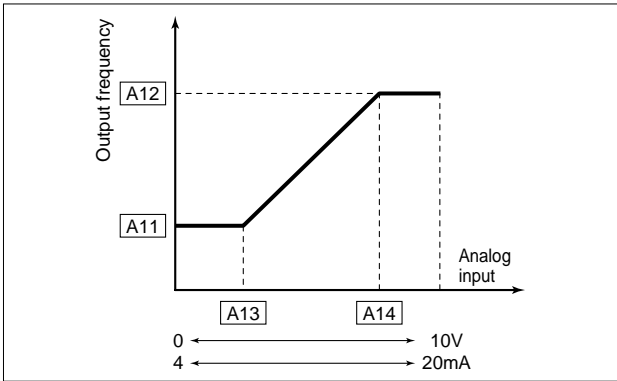 Output frequency
A12
A11
Analog
input
A13
A14
0
10V
4
20mA